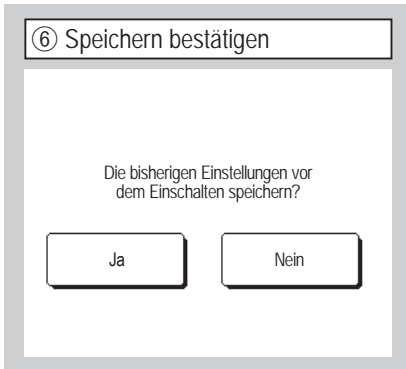 ⑥ Speichern bestätigen
Die bisherigen Einstellungen vor
dem Einschalten speichern?
Ja
Nein